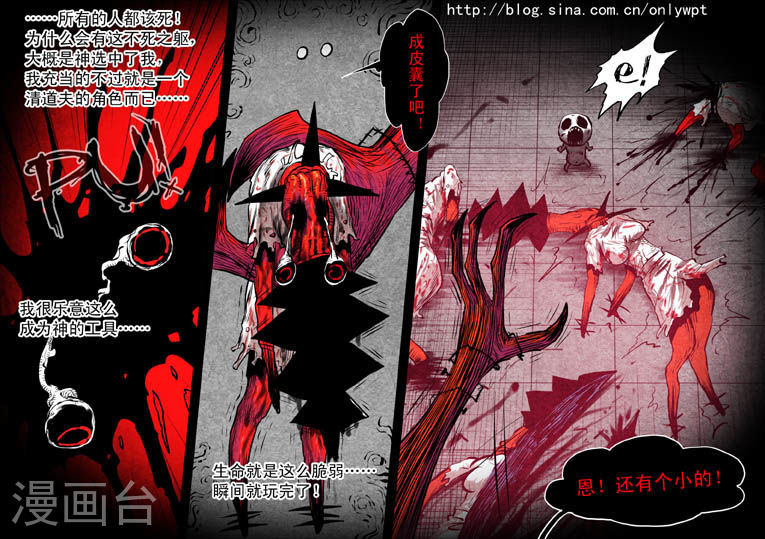 ……所有的人都该死！
为什么会有这不死之躯，
大概是神选中了我，
我充当的不过就是一个
清道夫的角色而已……
PU!x
我很乐意这么
成为神的工具……
生命就是这么脆弱……
瞬间就玩完了！
成皮囊了吧！
http://blog.sina.com.cn/onlywpt
e!
恩！还有个小的！
漫画台